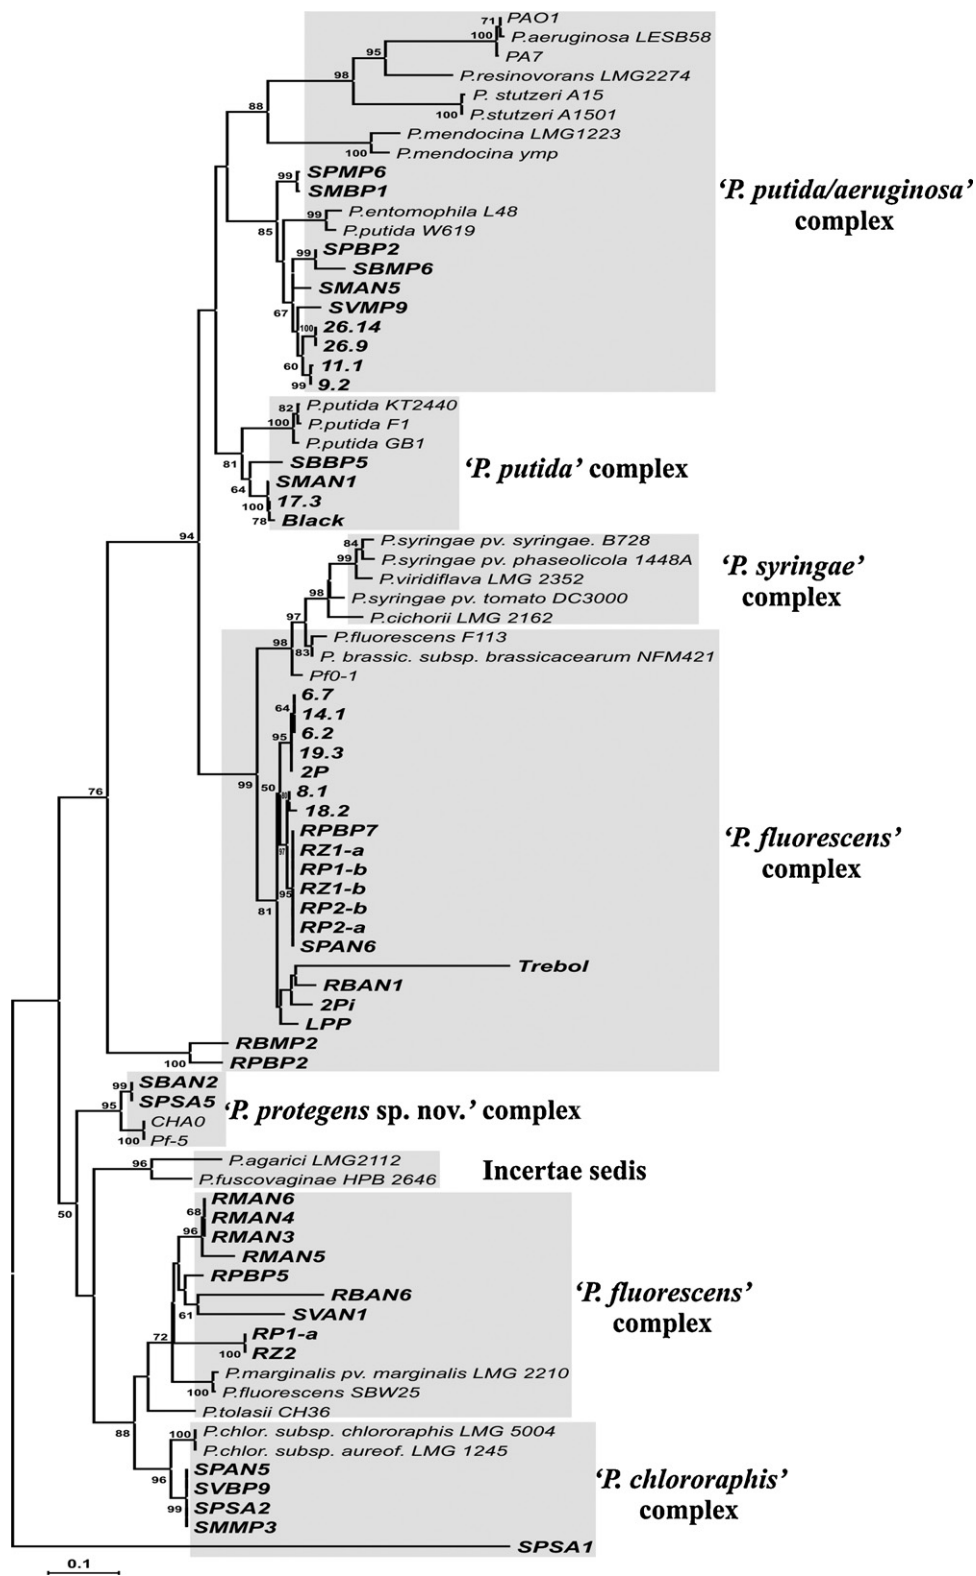 71
PAO1
100
P.aeruginosa LESB58
95
PA7
98
P.resinovorans LMG2274
88
P. stutzeri A15
100
P.stutzeri A1501
P.mendocina LMG1223
100
P.mendocina ymp
99
SPMP6
SMBP1
'P. putida/aeruginosa'
complex
85
99
P.entomophila L48
P.putida W619
99
SPBP2
SBMP6
SMAN5
67
SVMP9
100
26.14
26.9
60
11.1
99
9.2
82
P.putida KT2440
100
P.putida F1
P.putida GB1
81
SBBP5
'P. putida' complex
64
SMAN1
100
17.3
78
Black
94
84
P.syringae pv. syringae. B728
99
P.syringae pv. phaseolicola 1448A
P.viridiflava LMG 2352
'P. syringae'
complex
98
P.syringae pv. tomato DC3000
97
P.cichorii LMG 2162
98
P.fluorescens F113
83
P. brassic. subsp. brassicacearum NFM421
Pf0-1
6.7
64
14.1
6.2
95
19.3
2P
99
50
8.1
18.2
RPBP7
'P. fluorescens'
complex
97
RZ1-a
RP1-b
95
RZ1-b
81
RP2-b
RP2-a
SPAN6
Trebol
RBAN1
2Pi
LPP
76
RBMP2
100
RPBP2
99
SBAN2
95
SPSA5
'P. protegens sp. nov.' complex
CHA0
100
Pf-5
96
P.agarici LMG2112
P.fuscovaginae HPB 2646
Incertae sedis
50
RMAN6
68
RMAN4
96
RMAN3
RMAN5
RPBP5
RBAN6
61
SVAN1
'P. fluorescens'
complex
72
RP1-a
100
RZ2
P.marginalis pv. marginalis LMG 2210
100
P.fluorescens SBW25
P.tolasii CH36
88
100
P.chlor. subsp. chlororaphis LMG 5004
P.chlor. subsp. aureof. LMG 1245
96
SPAN5
SVBP9
'P. chlororaphis'
complex
99
SPSA2
SMMP3
SPSA1
0.1